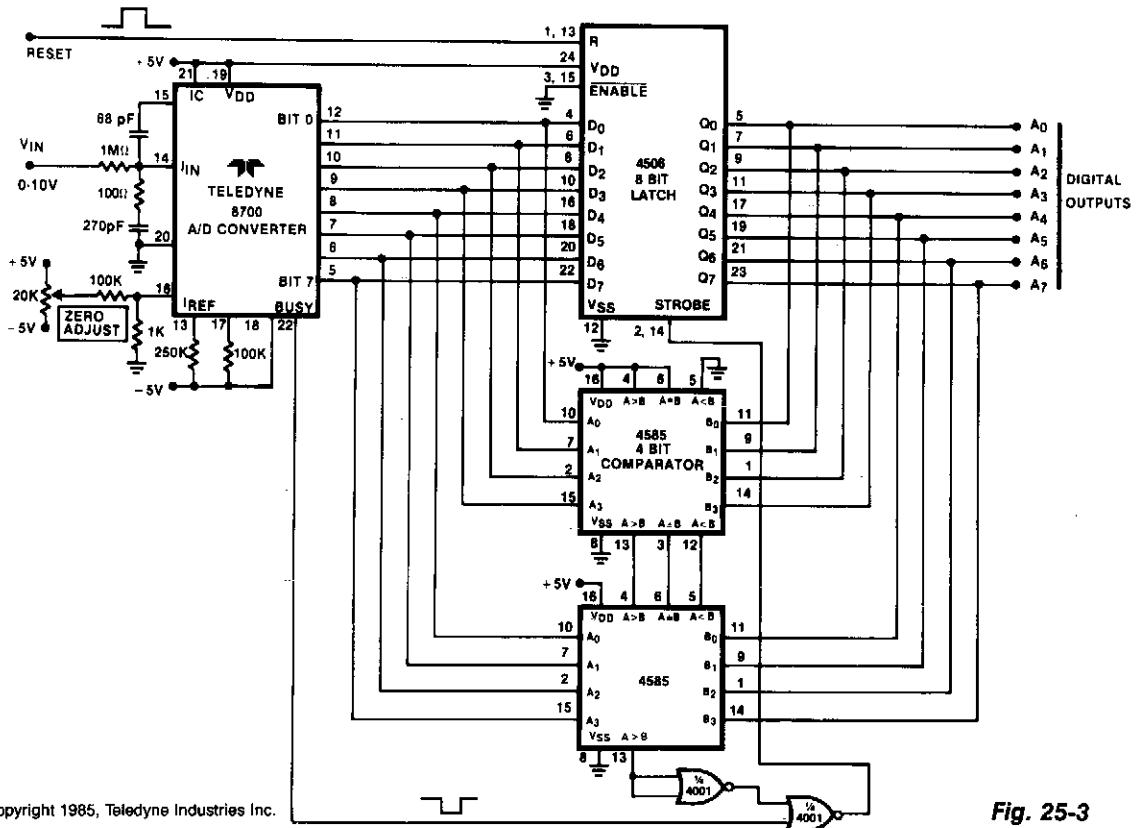 RESET
+5V
21
19
IC
VDD
15
68 pF
VIN
0-10V
1MΩ
14
IIN
100Ω
270pF
20
TELEDYNE
8700
A/D CONVERTER
BIT 0
12
11
10
9
8
7
6
5
BIT 7
BUSY
22
+5V
20K
-5V
100K
16
IREF
ZERO
ADJUST
1K
13
17
18
250K
100K
-5V
1, 13
R
24
VDD
3, 15
ENABLE
4
D0
6
D1
8
D2
10
D3
16
D4
18
D5
20
D6
22
D7
4508
8 BIT
LATCH
Q0
5
Q1
7
Q2
9
Q3
11
Q4
17
Q5
19
Q6
21
Q7
23
VSS
STROBE
12
2, 14
A0
A1
A2
A3
A4
A5
A6
A7
DIGITAL
OUTPUTS
+5V
16
4
6
5
VDD
A>B
A=B
A<B
10
A0
7
A1
2
A2
15
A3
4585
4 BIT
COMPARATOR
B0
11
B1
9
B2
1
B3
14
VSS
A>B
A=B
A<B
8
13
3
12
+5V
16
4
6
5
VDD
A>B
A=B
A<B
10
A0
7
A1
2
A2
15
A3
4585
B0
11
B1
9
B2
1
B3
14
VSS
A>B
8
13
¼
4001
¼
4001
opyright 1985, Teledyne Industries Inc.
Fig. 25-3